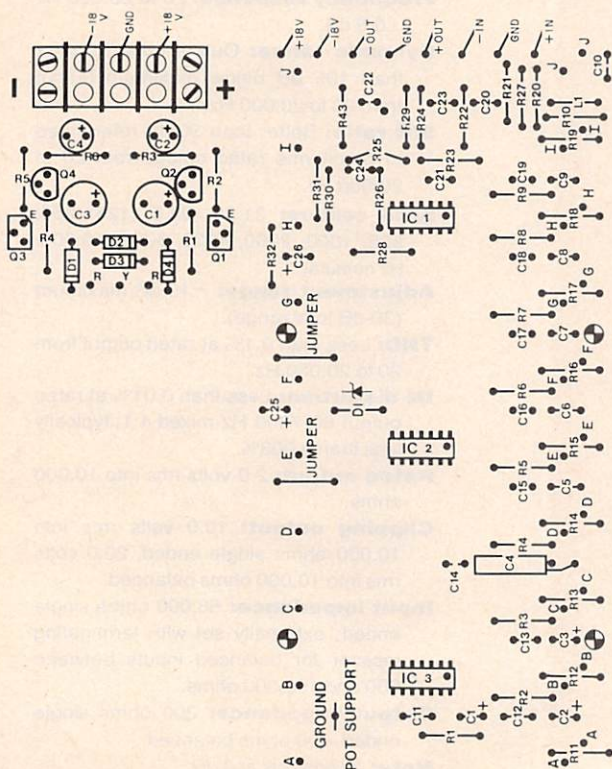 −18 V
GND
+18 V
−
+
C4
C2
R6
R3
R5
Q4
Q2
R2
C3
C1
+
+
E
Q3
R4
D2
D3
R1
E
Q1
D1
R
Y
R
D4
−18V
+18V
−OUT
GND
+OUT
−IN
GND
+IN
J
C22
R43
R29
R24
C23
R22
C20
R21
R27
R20
J
C10
I
R31
R30
C24
R25
R26
C21
R23
I
R19
R10
L1
I
R32
H
C26
+
R28
IC 1
R9
C19
C9
H
R18
H
R8
C18
C8
G
JUMPER
G
R7
C17
G
R17
C7
F
F
R16
F
C25
+
D1
R6
C16
C6
E
JUMPER
IC 2
E
R15
E
R5
C15
C5
D
D
R14
D
C14
C4
R4
C
C
R13
C
R3
C13
C3
+
B
GROUND
POT SUPPORT
IC 3
B
R12
B
R2
C12
C2
+
C11
C1
+
R1
A
A
R11
A